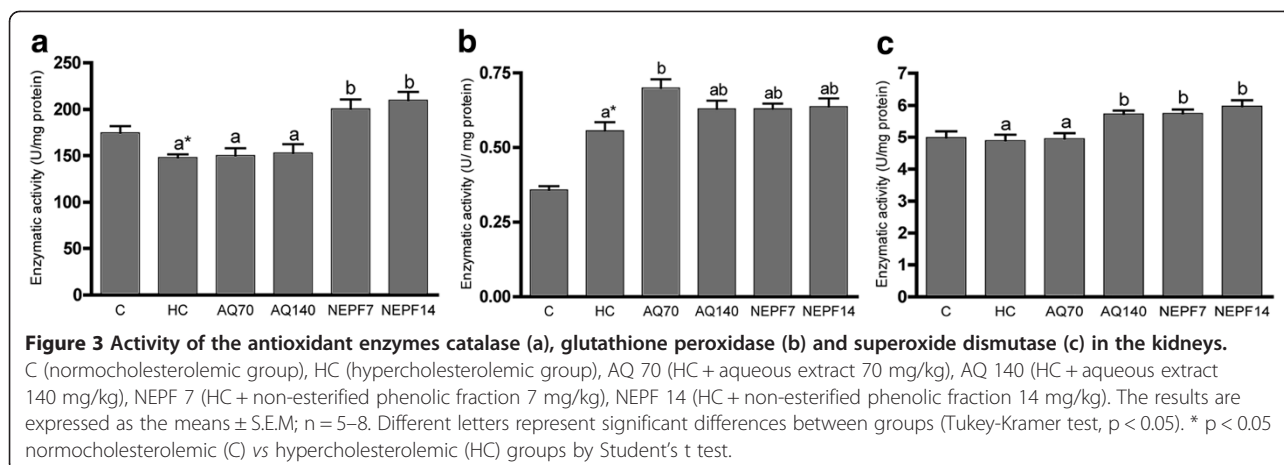 a
b
c
Enzymatic activity (U/mg protein)
250
200
150
100
50
0
a*
a
a
b
b
C
HC
AQ70
AQ140
NEPF7
NEPF14
Enzymatic activity (U/ mg protein)
0.75
0.50
0.25
0.00
a*
b
ab
ab
ab
C
HC
AQ70
AQ140
NEPF7
NEPF14
Enzymatic activity (U/mg protein)
7
6
5
4
3
2
1
0
a
a
b
b
b
C
HC
AQ70
AQ140
NEPF7
NEPF14
Figure 3 Activity of the antioxidant enzymes catalase (a), glutathione peroxidase (b) and superoxide dismutase (c) in the kidneys.
C (normocholesterolemic group), HC (hypercholesterolemic group), AQ 70 (HC + aqueous extract 70 mg/kg), AQ 140 (HC + aqueous extract
140 mg/kg), NEPF 7 (HC + non-esterified phenolic fraction 7 mg/kg), NEPF 14 (HC + non-esterified phenolic fraction 14 mg/kg). The results are
expressed as the means ± S.E.M; n = 5–8. Different letters represent significant differences between groups (Tukey-Kramer test, p < 0.05). * p < 0.05
normocholesterolemic (C) vs hypercholesterolemic (HC) groups by Student's t test.